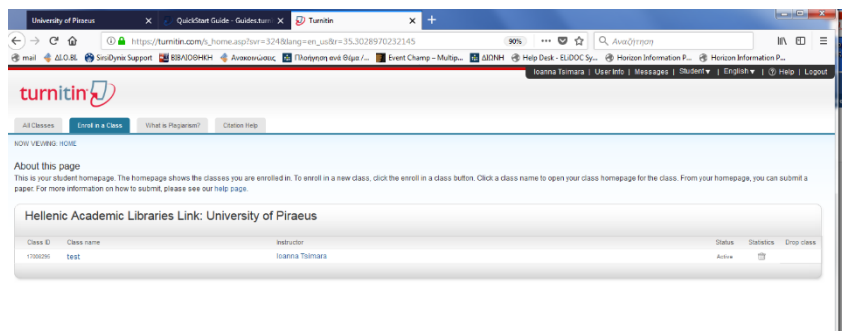 University of Piraeus × QuickStart Guide - Guides.turni × Turnitin × +
https://turnitin.com/s_home.asp?svr=324&lang=en_us&r=35.3028970232145 90% ... Αναζήτηση
mail ΔΙ.Ο.ΒΙ. SirsiDynix Support ΒΙΒΛΙΟΘΗΚΗ Ανακοινώσεις Πλοήγηση ανά Θέμα /... Event Champ – Multip... ΔΙΟΝΗ Help Desk - ELiDOC Sy... Horizon Information P... Horizon Information P...
Ioanna Tsimara | User Info | Messages | Student ▾ | English ▾ | Help | Logout
turnitin
All Classes Enroll in a Class What is Plagiarism? Citation Help
NOW VIEWING: HOME
About this page
This is your student homepage. The homepage shows the classes you are enrolled in. To enroll in a new class, click the enroll in a class button. Click a class name to open your class homepage for the class. From your homepage, you can submit a
paper. For more information on how to submit, please see our help page.
Hellenic Academic Libraries Link: University of Piraeus
Class ID Class name Instructor Status Statistics Drop class
test Ioanna Tsimara Active